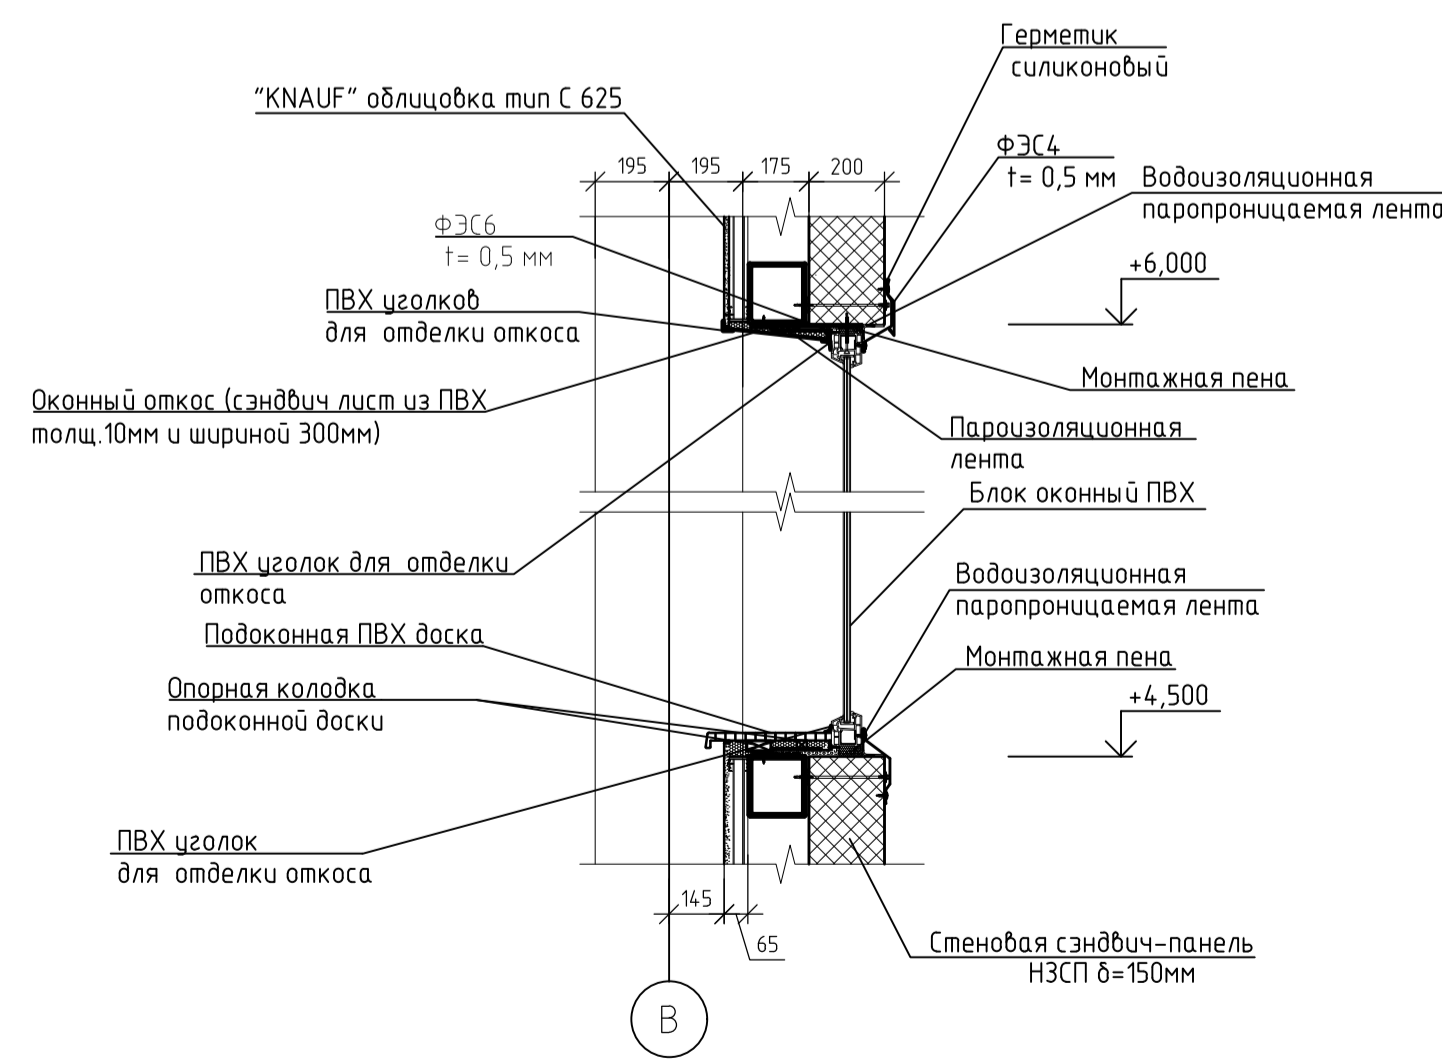 Герметик
силиконовый
"KNAUF" облицовка тип С 625
ФЭС4
t= 0,5 мм
195
195
175
200
Водоизоляционная
паропроницаемая лента
ФЭС6
t= 0,5 мм
+6,000
ПВХ уголков
для отделки откоса
Монтажная пена
Оконный откос (сэндвич лист из ПВХ
толщ.10мм и шириной 300мм)
Пароизоляционная
лента
Блок оконный ПВХ
ПВХ уголок для отделки
откоса
Водоизоляционная
паропроницаемая лента
Подоконная ПВХ доска
Монтажная пена
Опорная колодка
подоконной доски
+4,500
ПВХ уголок
для отделки откоса
145
65
Стеновая сэндвич-панель
НЗСП δ=150мм
В